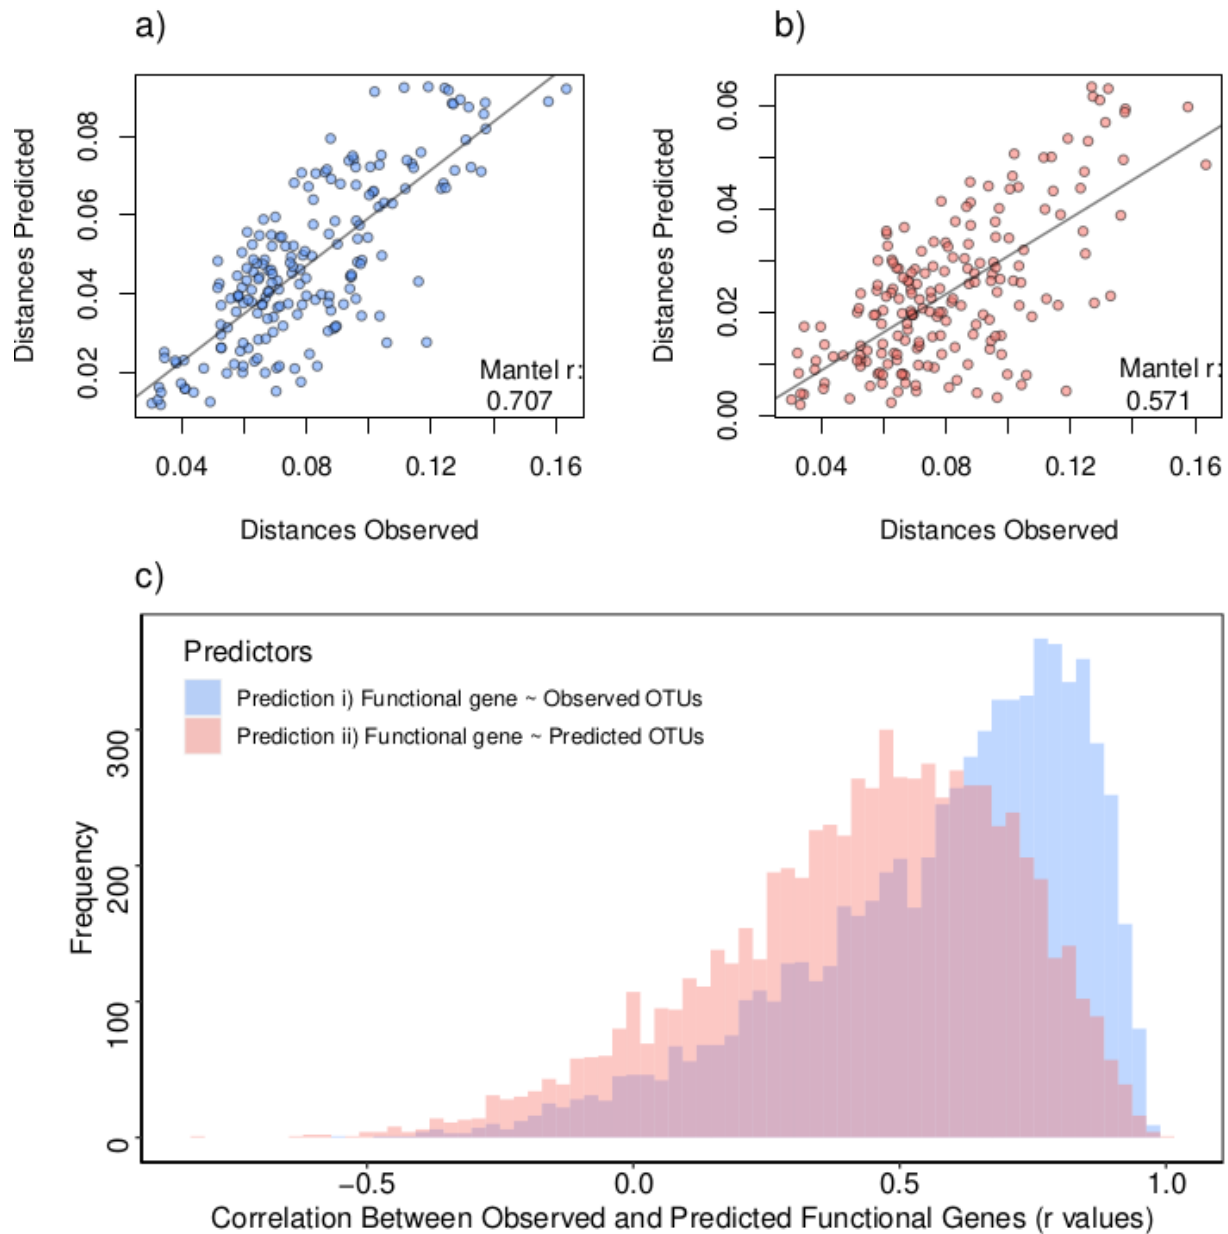 a)
Distances Predicted
0.08
0.06
0.04
0.02
Mantel r:
0.707
0.04 0.08 0.12 0.16
Distances Observed
b)
Distances Predicted
0.06
0.04
0.02
0.00
Mantel r:
0.571
0.04 0.08 0.12 0.16
Distances Observed
c)
Predictors
Prediction i) Functional gene ~ Observed OTUs
Prediction ii) Functional gene ~ Predicted OTUs
Frequency
300
200
100
0
−0.5 0.0 0.5 1.0
Correlation Between Observed and Predicted Functional Genes (r values)